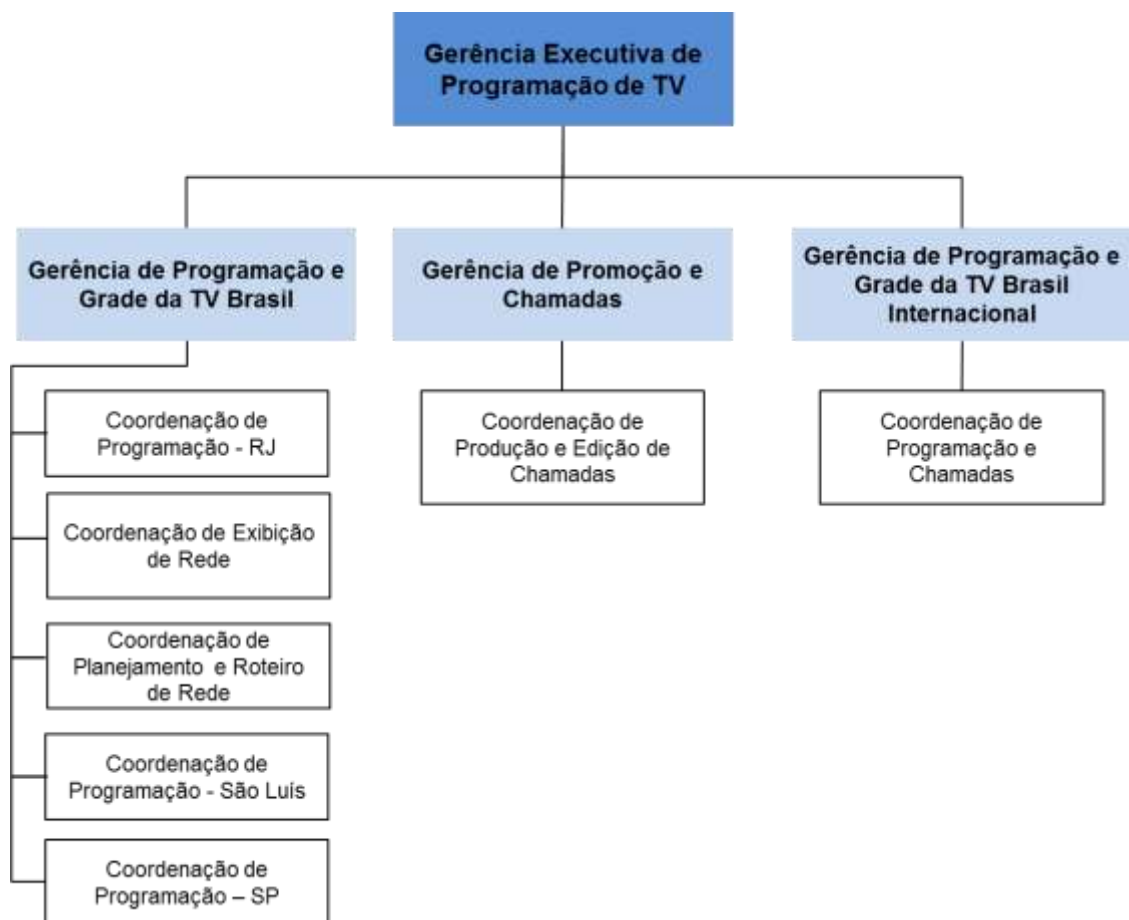 Gerência Executiva de
Programação de TV
Gerência de Programação e
Grade da TV Brasil
Gerência de Promoção e
Chamadas
Gerência de Programação e
Grade da TV Brasil
Internacional
Coordenação de
Programação - RJ
Coordenação de Exibição
de Rede
Coordenação de
Planejamento e Roteiro
de Rede
Coordenação de
Programação - São Luís
Coordenação de
Programação – SP
Coordenação de
Produção e Edição de
Chamadas
Coordenação de
Programação e
Chamadas